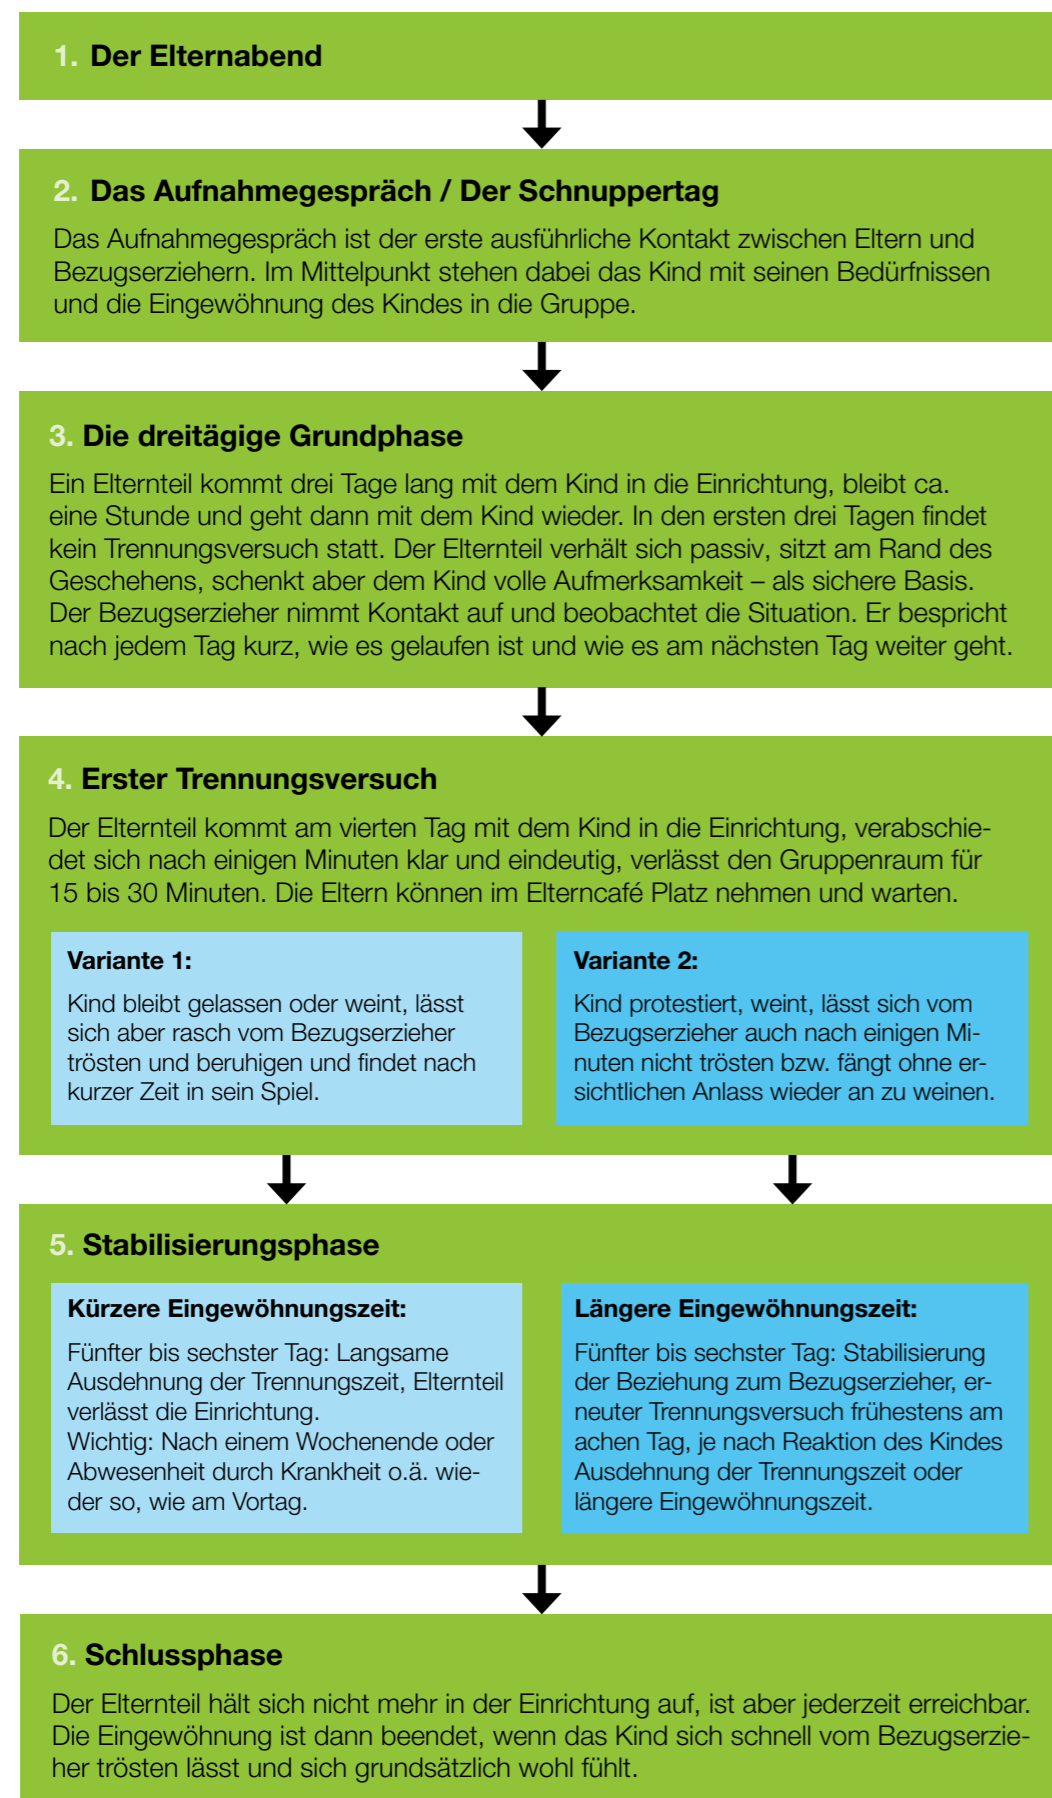 1. Der Elternabend
2. Das Aufnahmegespräch / Der Schnuppertag
Das Aufnahmegespräch ist der erste ausführliche Kontakt zwischen Eltern und
Bezugserziehern. Im Mittelpunkt stehen dabei das Kind mit seinen Bedürfnissen
und die Eingewöhnung des Kindes in die Gruppe.
3. Die dreitägige Grundphase
Ein Elternteil kommt drei Tage lang mit dem Kind in die Einrichtung, bleibt ca.
eine Stunde und geht dann mit dem Kind wieder. In den ersten drei Tagen findet
kein Trennungsversuch statt. Der Elternteil verhält sich passiv, sitzt am Rand des
Geschehens, schenkt aber dem Kind volle Aufmerksamkeit – als sichere Basis.
Der Bezugserzieher nimmt Kontakt auf und beobachtet die Situation. Er bespricht
nach jedem Tag kurz, wie es gelaufen ist und wie es am nächsten Tag weiter geht.
4. Erster Trennungsversuch
Der Elternteil kommt am vierten Tag mit dem Kind in die Einrichtung, verabschie-
det sich nach einigen Minuten klar und eindeutig, verlässt den Gruppenraum für
15 bis 30 Minuten. Die Eltern können im Elterncafé Platz nehmen und warten.
Variante 1:
Kind bleibt gelassen oder weint, lässt
sich aber rasch vom Bezugserzieher
trösten und beruhigen und findet nach
kurzer Zeit in sein Spiel.
Variante 2:
Kind protestiert, weint, lässt sich vom
Bezugserzieher auch nach einigen Mi-
nuten nicht trösten bzw. fängt ohne er-
sichtlichen Anlass wieder an zu weinen.
5. Stabilisierungsphase
Kürzere Eingewöhnungszeit:
Fünfter bis sechster Tag: Langsame
Ausdehnung der Trennungszeit, Elternteil
verlässt die Einrichtung.
Wichtig: Nach einem Wochenende oder
Abwesenheit durch Krankheit o.ä. wie-
der so, wie am Vortag.
Längere Eingewöhnungszeit:
Fünfter bis sechster Tag: Stabilisierung
der Beziehung zum Bezugserzieher, er-
neuter Trennungsversuch frühestens am
achen Tag, je nach Reaktion des Kindes
Ausdehnung der Trennungszeit oder
längere Eingewöhnungszeit.
6. Schlussphase
Der Elternteil hält sich nicht mehr in der Einrichtung auf, ist aber jederzeit erreichbar.
Die Eingewöhnung ist dann beendet, wenn das Kind sich schnell vom Bezugserzie-
her trösten lässt und sich grundsätzlich wohl fühlt.